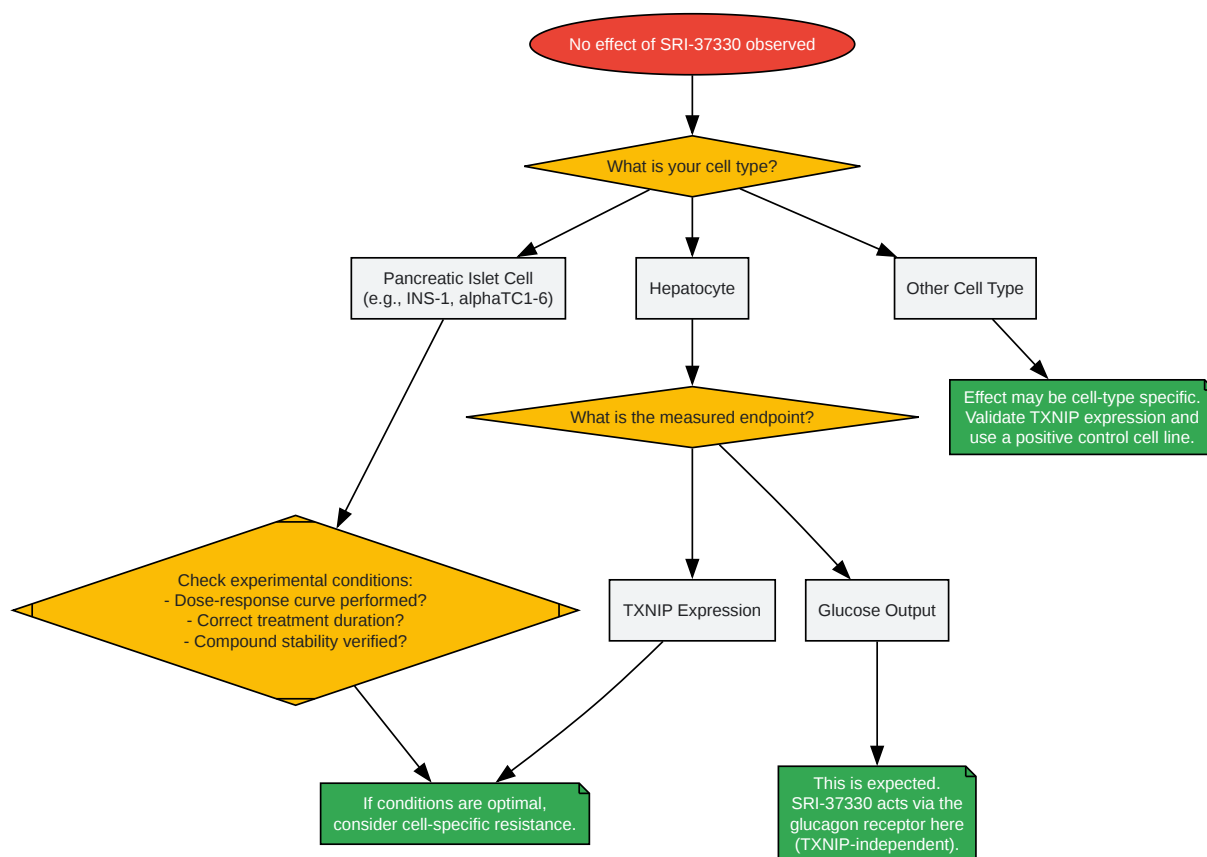 No effect of SRI-37330 observed
What is your cell type?
Pancreatic Islet Cell
(e.g., INS-1, alphaTC1-6)
Hepatocyte
Other Cell Type
What is the measured endpoint?
Effect may be cell-type specific.
Validate TXNIP expression and
use a positive control cell line.
Check experimental conditions:
- Dose-response curve performed?
- Correct treatment duration?
- Compound stability verified?
TXNIP Expression
Glucose Output
If conditions are optimal,
consider cell-specific resistance.
This is expected.
SRI-37330 acts via the
glucagon receptor here
(TXNIP-independent).